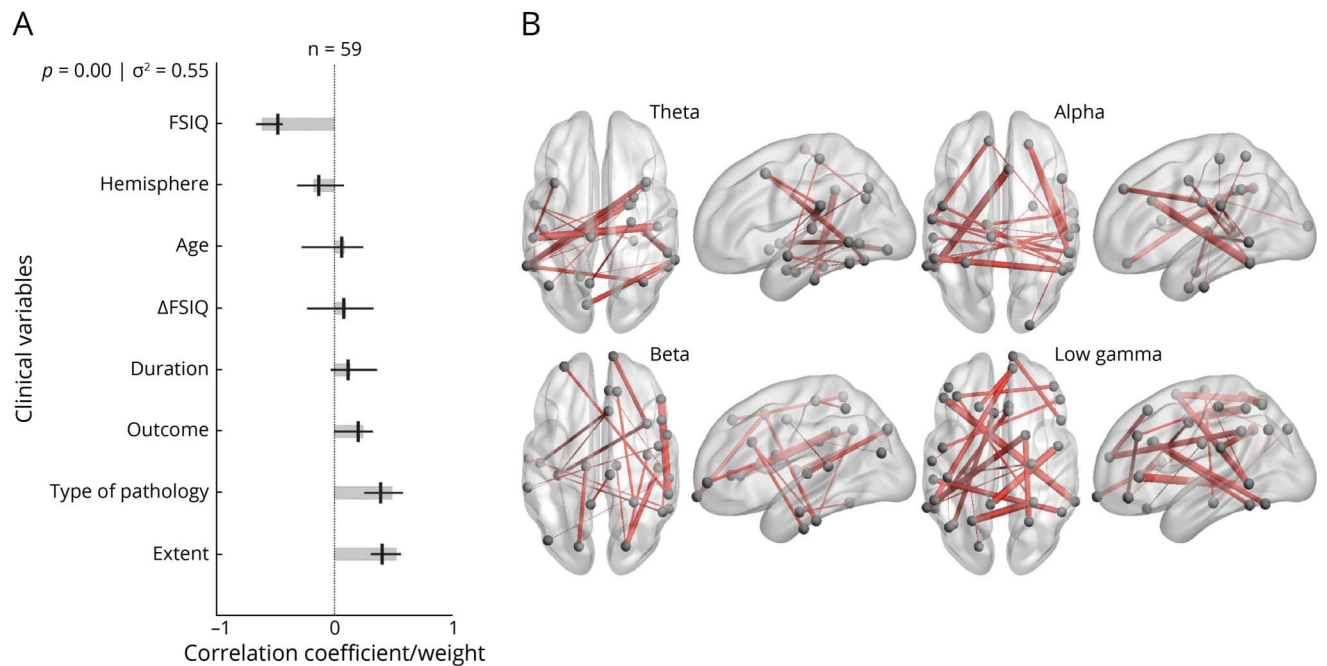 A
n = 59
p = 0.00 | σ² = 0.55
Clinical variables
FSIQ
Hemisphere
Age
ΔFSIQ
Duration
Outcome
Type of pathology
Extent
−1
0
1
Correlation coefficient/weight
B
Theta
Alpha
Beta
Low gamma